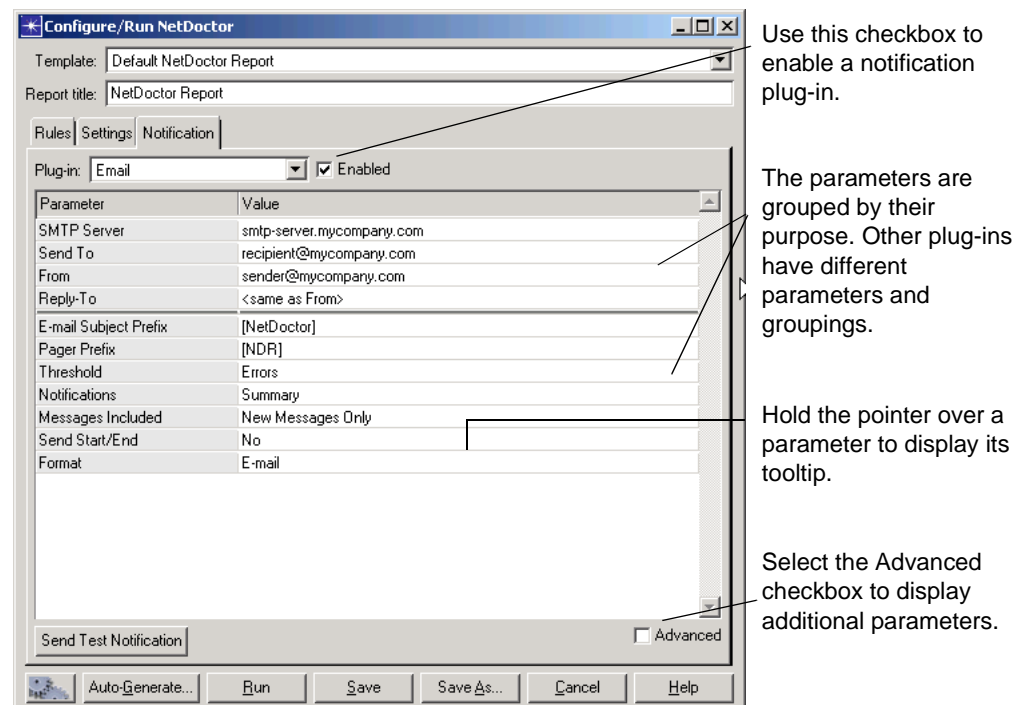 Configure/Run NetDoctor
Template: Default NetDoctor Report
Report title: NetDoctor Report
Rules Settings Notification
Plug-in: Email Enabled
Parameter Value
SMTP Server smtp-server.mycompany.com
Send To recipient@mycompany.com
From sender@mycompany.com
Reply-To <same as From>
E-mail Subject Prefix [NetDoctor]
Pager Prefix [NDR]
Threshold Errors
Notifications Summary
Messages Included New Messages Only
Send Start/End No
Format E-mail
Send Test Notification Advanced
Auto-Generate... Run Save Save As... Cancel Help
Use this checkbox to
enable a notification
plug-in.
The parameters are
grouped by their
purpose. Other plug-ins
have different
parameters and
groupings.
Hold the pointer over a
parameter to display its
tooltip.
Select the Advanced
checkbox to display
additional parameters.